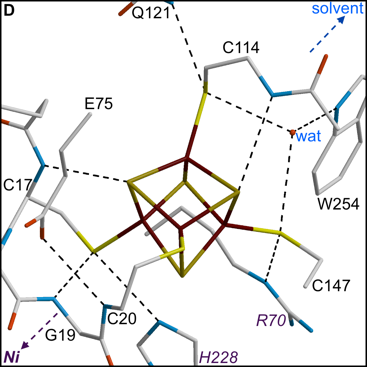 D
Q121
solvent
C114
E75
wat
C17
W254
C147
G19
C20
R70
Ni
H228